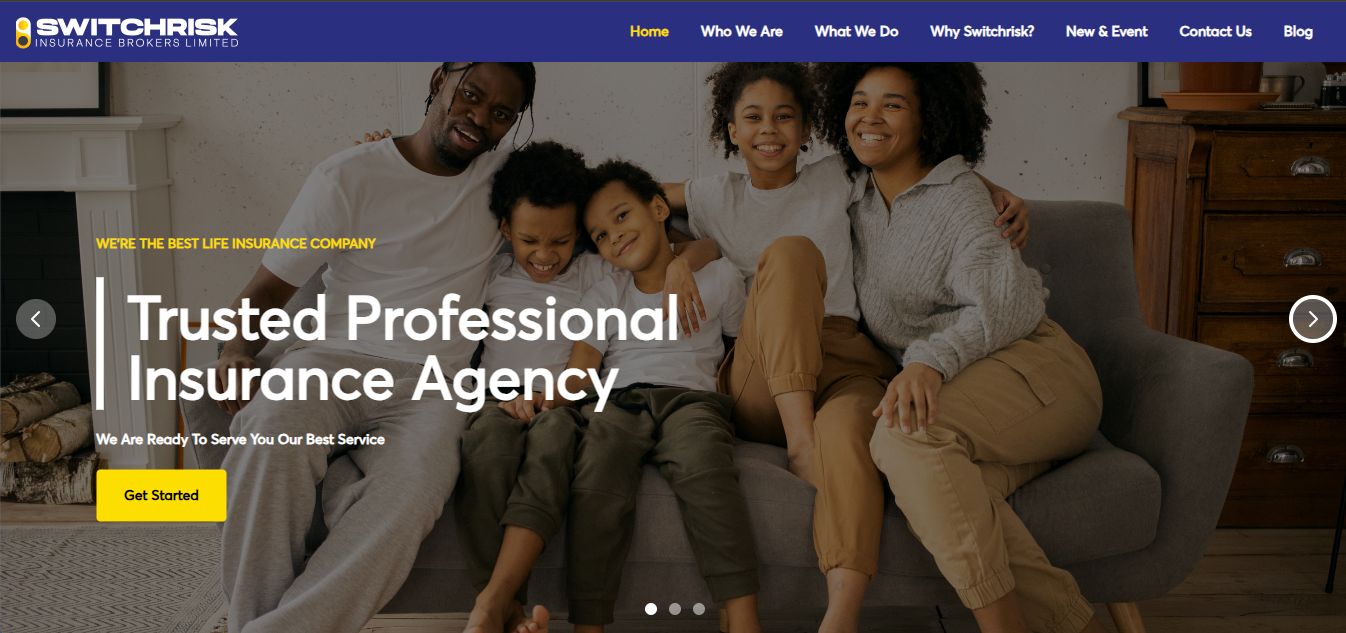 SWITCHRISK
INSURANCE BROKERS LIMITED
Home Who We Are What We Do Why Switchrisk? New & Event Contact Us Blog
WE'RE THE BEST LIFE INSURANCE COMPANY
Trusted Professional
Insurance Agency
We Are Ready To Serve You Our Best Service
Get Started